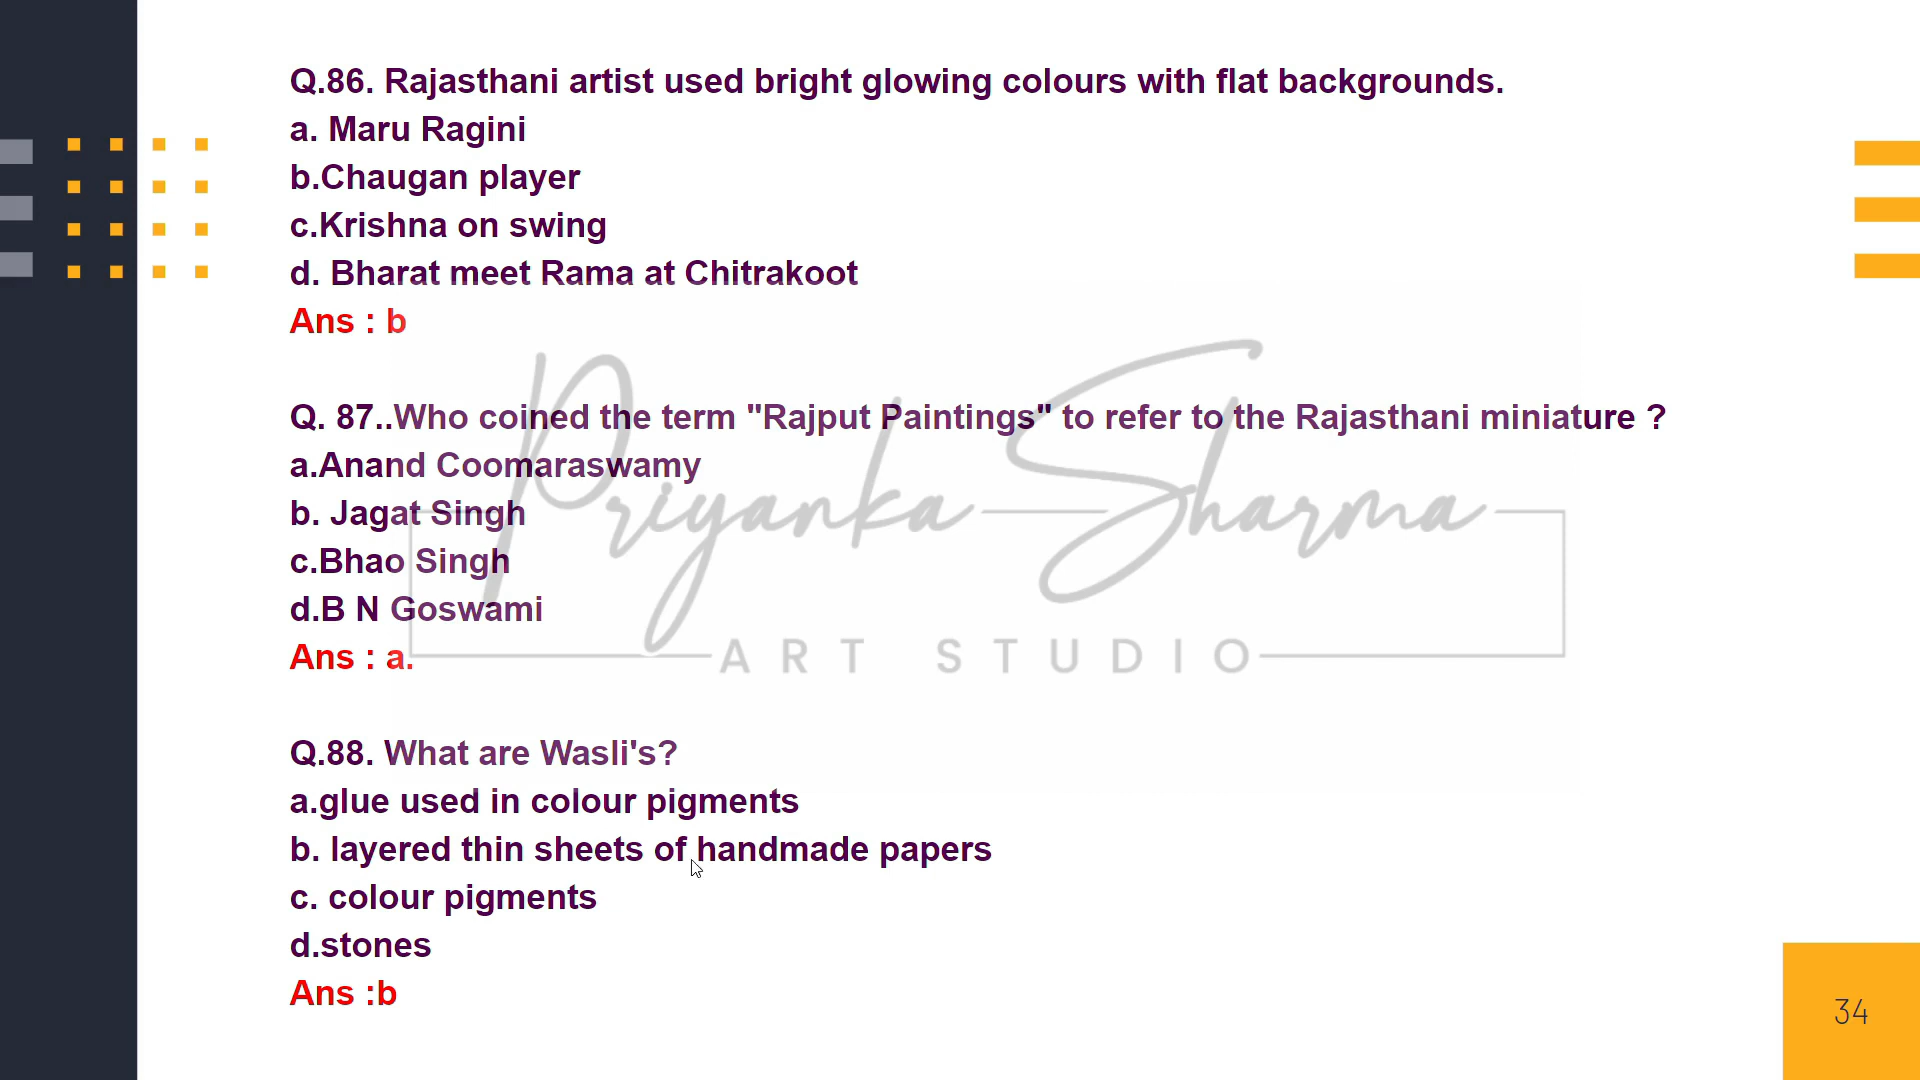 Q.86. Rajasthani artist used bright glowing colours with flat backgrounds.
a. Maru Ragini
b.Chaugan player
c.Krishna on swing
d. Bharat meet Rama at Chitrakoot
Ans : b
Q. 87..Who coined the term "Rajput Paintings" to refer to the Rajasthani miniature ?
a.Anand Coomaraswamy
b. Jagat Singh
c.Bhao Singh
d.B N Goswami
Ans : a.
Priyanka Sharma
ART STUDIO
Q.88. What are Wasli's?
a.glue used in colour pigments
b. layered thin sheets of handmade papers
c. colour pigments
d.stones
Ans :b
34